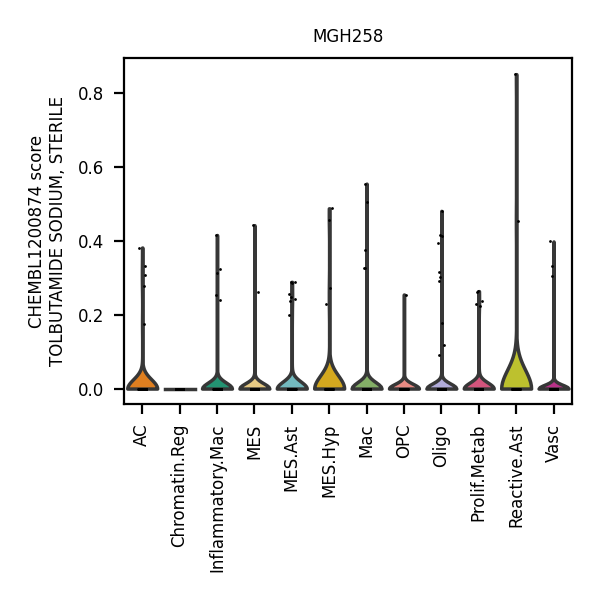 MGH258
CHEMBL1200874 score
TOLBUTAMIDE SODIUM, STERILE
0.8
0.6
0.4
0.2
0.0
AC
Chromatin.Reg
Inflammatory.Mac
MES
MES.Ast
MES.Hyp
Mac
OPC
Oligo
Prolif.Metab
Reactive.Ast
Vasc